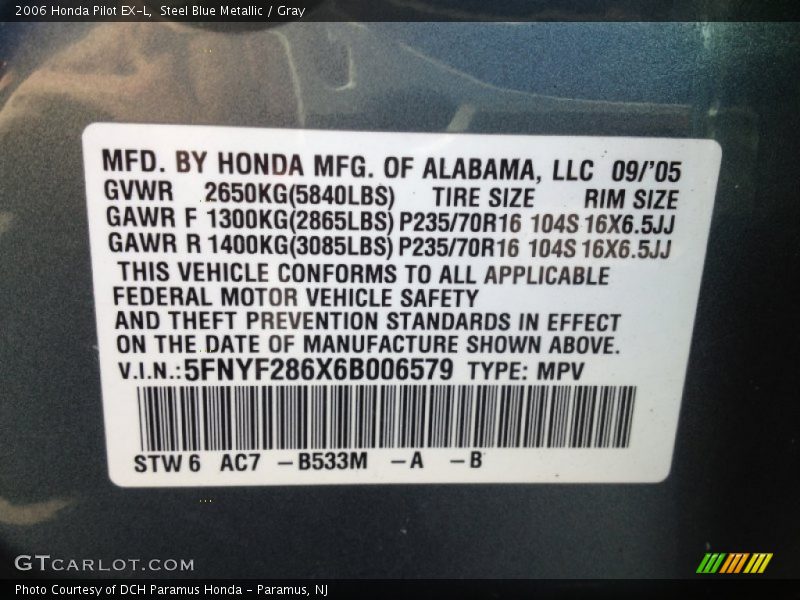 2006 Honda Pilot EX-L,  Steel Blue Metallic / Gray
MFD. BY HONDA MFG. OF ALABAMA, LLC 09/'05
GVWR 2650KG(5840LBS) TIRE SIZE RIM SIZE
GAWR F 1300KG(2865LBS) P235/70R16 104S 16X6.5JJ
GAWR R 1400KG(3085LBS) P235/70R16 104S 16X6.5JJ
THIS VEHICLE CONFORMS TO ALL APPLICABLE
FEDERAL MOTOR VEHICLE SAFETY
AND THEFT PREVENTION STANDARDS IN EFFECT
ON THE DATE OF MANUFACTURE SHOWN ABOVE.
V.I.N.:5FNYF286X6B006579 TYPE: MPV
STW 6 AC7 –B533M –A –B
GTCARLOT.COM
Photo Courtesy of DCH Paramus Honda - Paramus, NJ